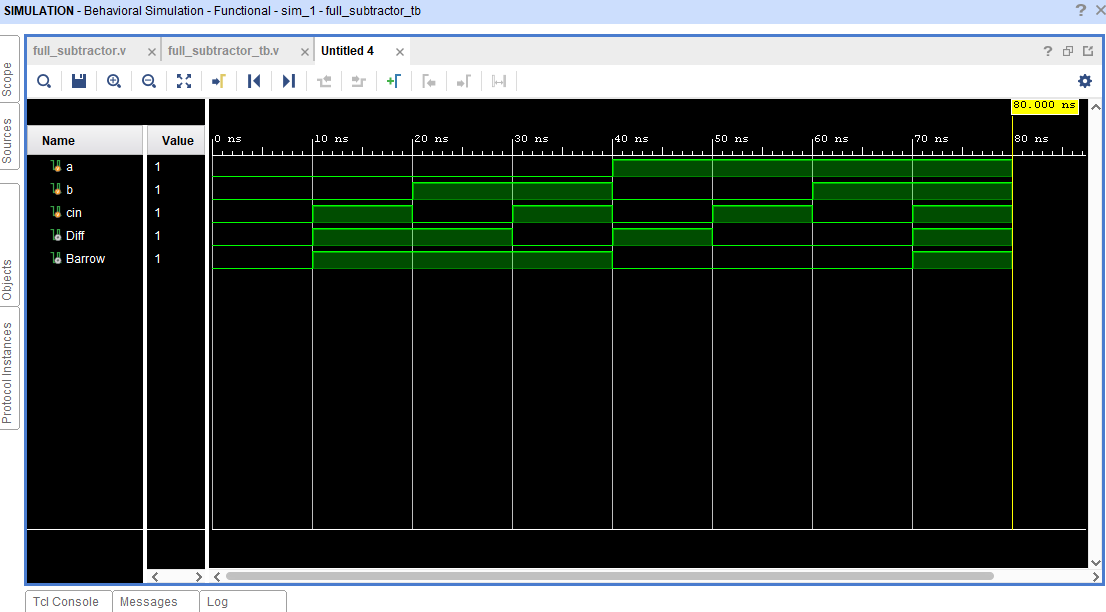 SIMULATION - Behavioral Simulation - Functional - sim_1 - full_subtractor_tb
Scope
Sources
Objects
Protocol Instances
full_subtractor.v full_subtractor_tb.v Untitled 4
80.000 ns
Name Value
0 ns 10 ns 20 ns 30 ns 40 ns 50 ns 60 ns 70 ns 80 ns
a 1
b 1
cin 1
Diff 1
Barrow 1
Tcl Console Messages Log